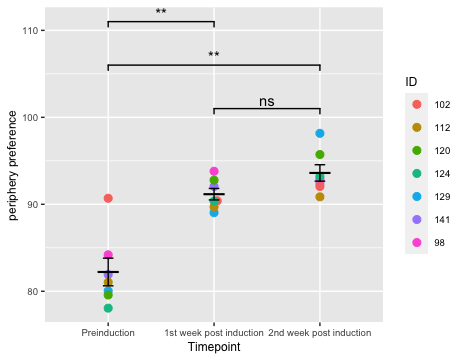 **
**
ns
110
100
90
80
periphery preference
Preinduction 1st week post induction 2nd week post induction
Timepoint
ID
102
112
120
124
129
141
98